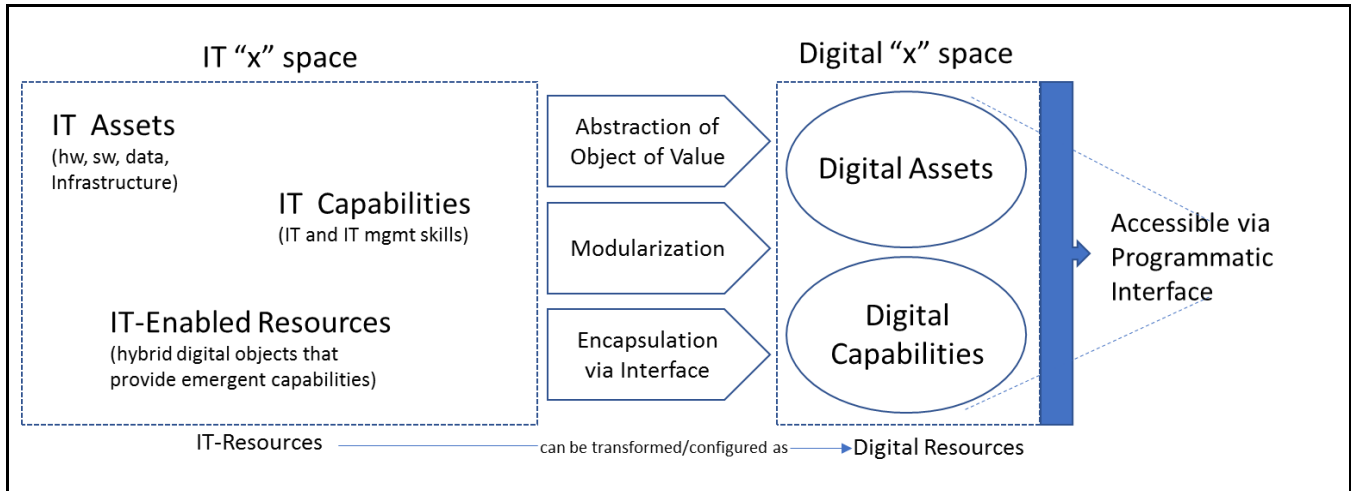 IT “x” space
Digital “x” space
IT Assets
(hw, sw, data,
Infrastructure)
IT Capabilities
(IT and IT mgmt skills)
IT-Enabled Resources
(hybrid digital objects that
provide emergent capabilities)
Abstraction of
Object of Value
Modularization
Encapsulation
via Interface
Digital Assets
Digital
Capabilities
Accessible via
Programmatic
Interface
IT-Resources
can be transformed/configured as
Digital Resources